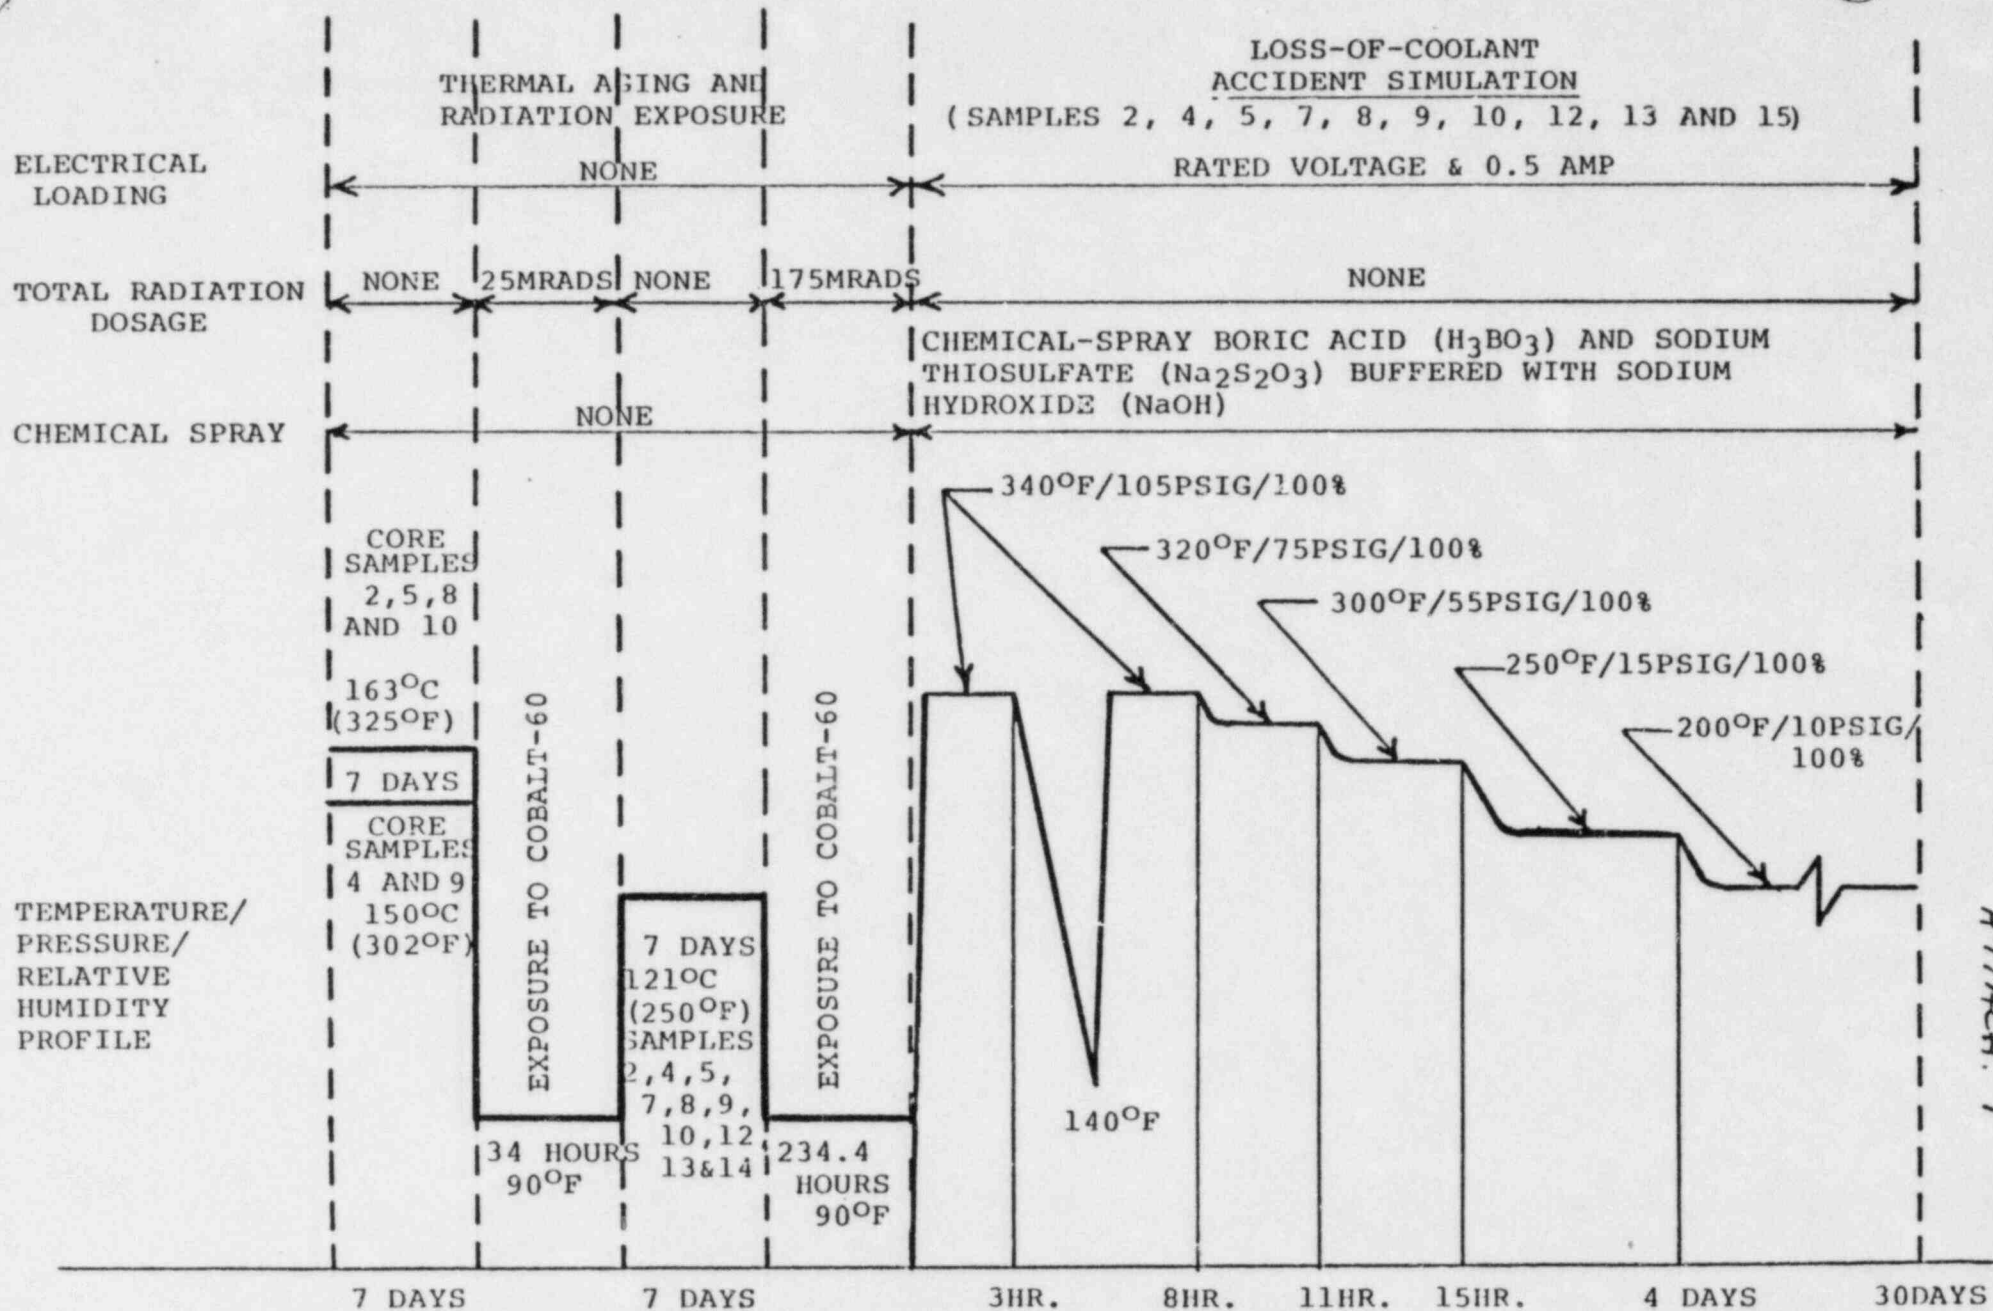 LOSS-OF-COOLANT
ACCIDENT SIMULATION
(SAMPLES 2, 4, 5, 7, 8, 9, 10, 12, 13 AND 15)
THERMAL AGING AND
RADIATION EXPOSURE
ELECTRICAL
LOADING
NONE
RATED VOLTAGE & 0.5 AMP
TOTAL RADIATION
DOSAGE
NONE
25MRADS
NONE
175MRADS
NONE
CHEMICAL SPRAY
NONE
CHEMICAL-SPRAY BORIC ACID (H3BO3) AND SODIUM
THIOSULFATE (Na2S2O3) BUFFERED WITH SODIUM
HYDROXIDE (NaOH)
TEMPERATURE/
PRESSURE/
RELATIVE
HUMIDITY
PROFILE
CORE
SAMPLES
2,5,8
AND 10
163°C
(325°F)
7 DAYS
CORE
SAMPLES
4 AND 9
150°C
(302°F)
EXPOSURE TO COBALT-60
34 HOURS
90°F
7 DAYS
121°C
(250°F)
SAMPLES
2,4,5,
7,8,9,
10,12
13&14
EXPOSURE TO COBALT-60
234.4
HOURS
90°F
340°F/105PSIG/100%
320°F/75PSIG/100%
300°F/55PSIG/100%
250°F/15PSIG/100%
200°F/10PSIG/
100%
140°F
7 DAYS
7 DAYS
3HR.
8HR.
11HR.
15HR.
4 DAYS
30DAYS